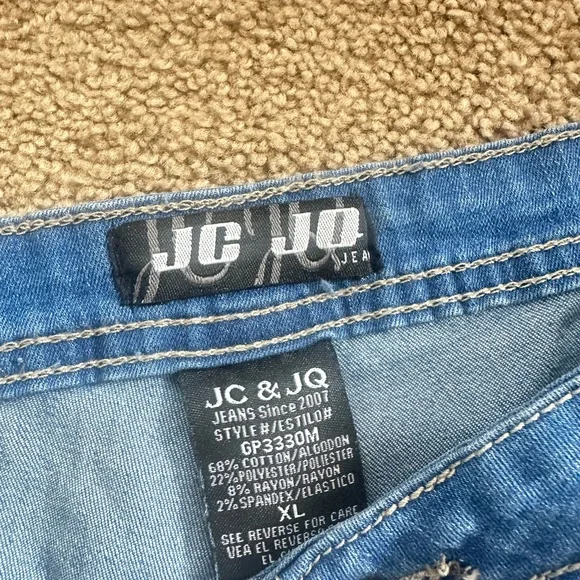 JC JQ
JEA
JC & JQ
JEANS Since 2007
STYLE#/ESTILO#
GP3330M
68% COTTON/ALGODON
22%POLYESTER/POLIESTER
8% RAYON/RAYON
2%SPANDEX/ELASTICO
XL
SEE REVERSE FOR CARE
VEA EL REVERSO
EL